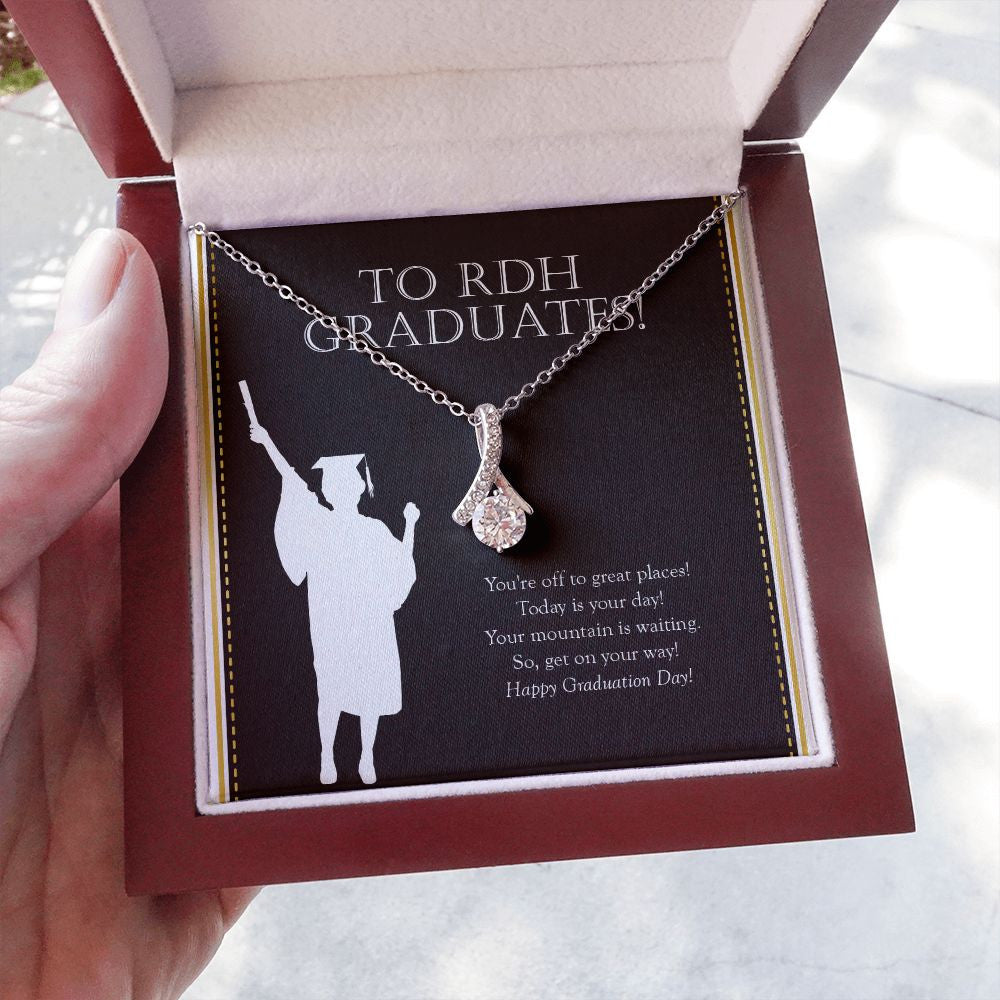 TO RDH
GRADUATES!
You're off to great places!
Today is your day!
Your mountain is waiting.
So, get on your way!
Happy Graduation Day!